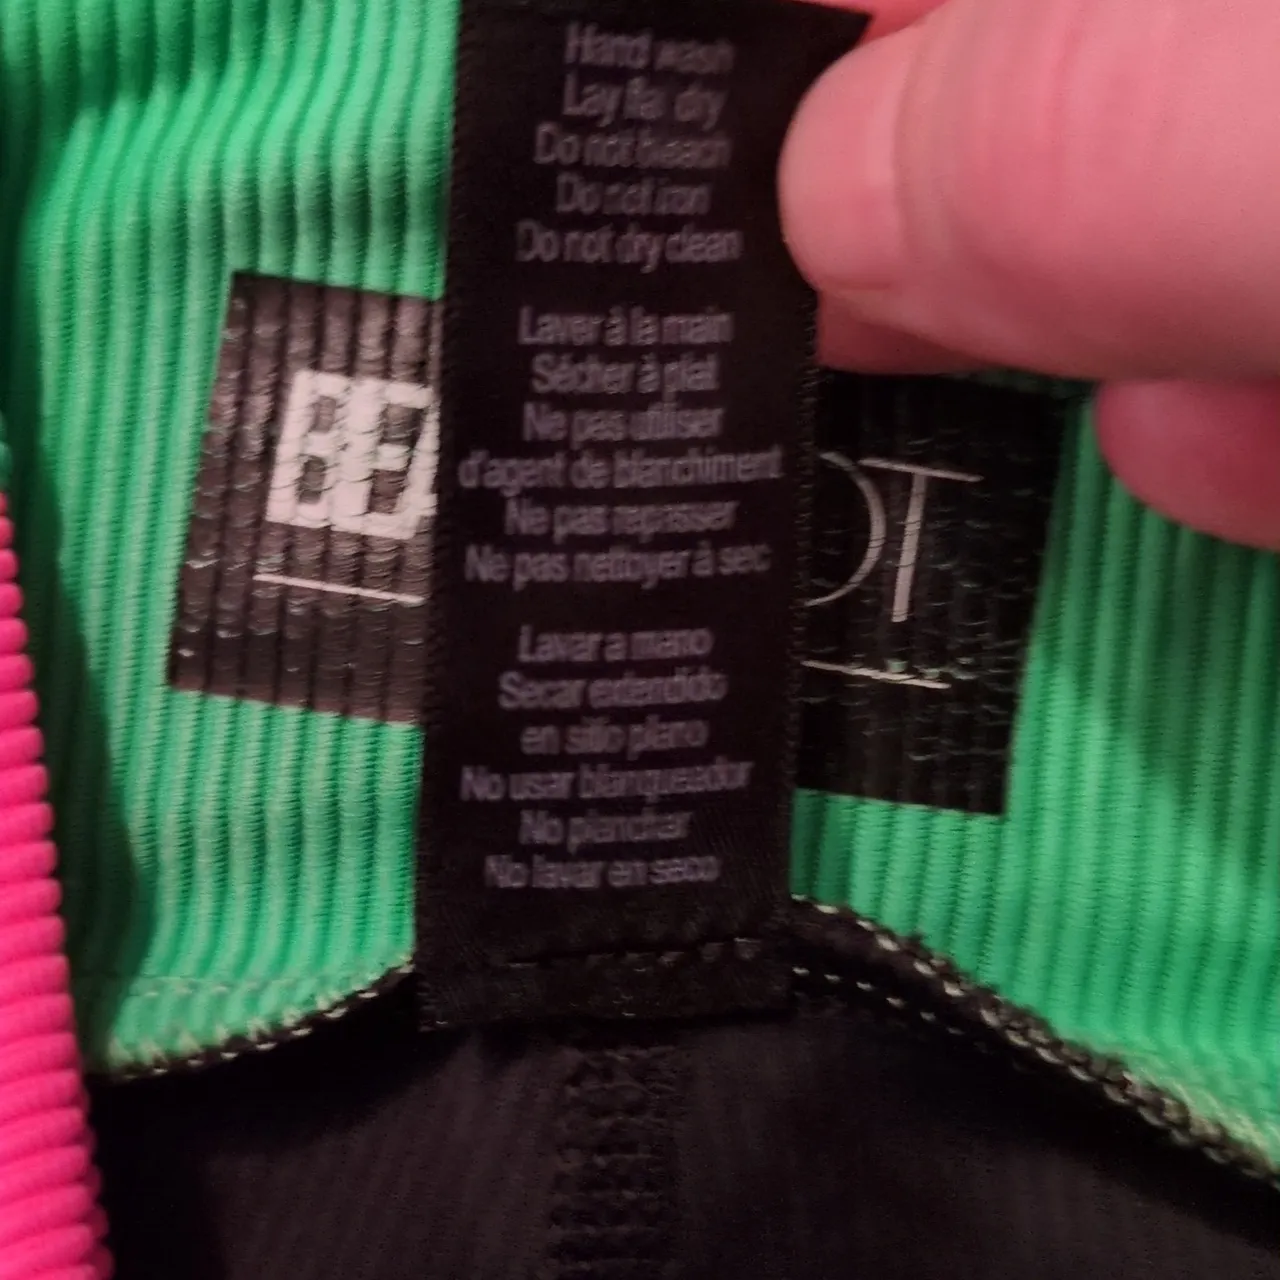 Hand wash
Lay flat dry
Do not bleach
Do not iron
Do not dry clean
Laver à la main
Sécher à plat
Ne pas utiliser
d'agent de blanchiment
Ne pas repasser
Ne pas nettoyer à sec
Lavar a mano
Secar extendido
en sitio plano
No usar blanqueador
No planchar
No lavar en seco